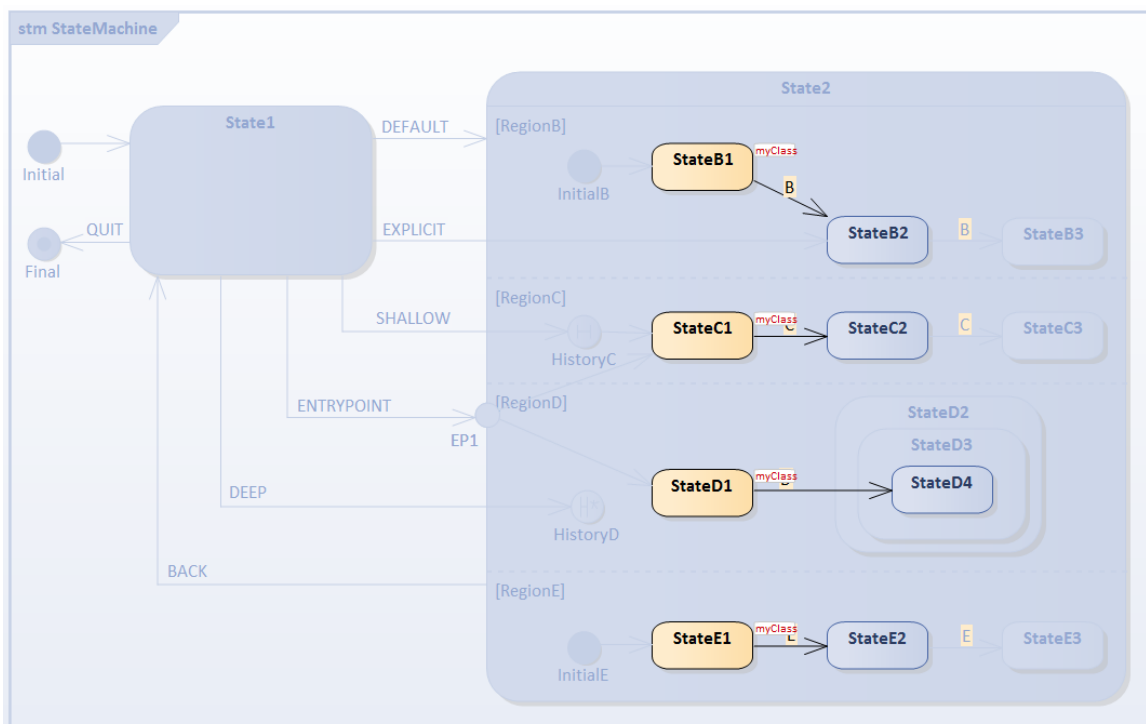 stm StateMachine
State2
State1
DEFAULT
[RegionB]
Initial
InitialB
StateB1
myClass
B
QUIT
EXPLICIT
StateB2
B
StateB3
Final
[RegionC]
SHALLOW
HistoryC
StateC1
myClass
StateC2
C
StateC3
ENTRYPOINT
EP1
[RegionD]
StateD2
StateD3
StateD1
myClass
StateD4
DEEP
HistoryD
BACK
[RegionE]
InitialE
StateE1
myClass
StateE2
E
StateE3